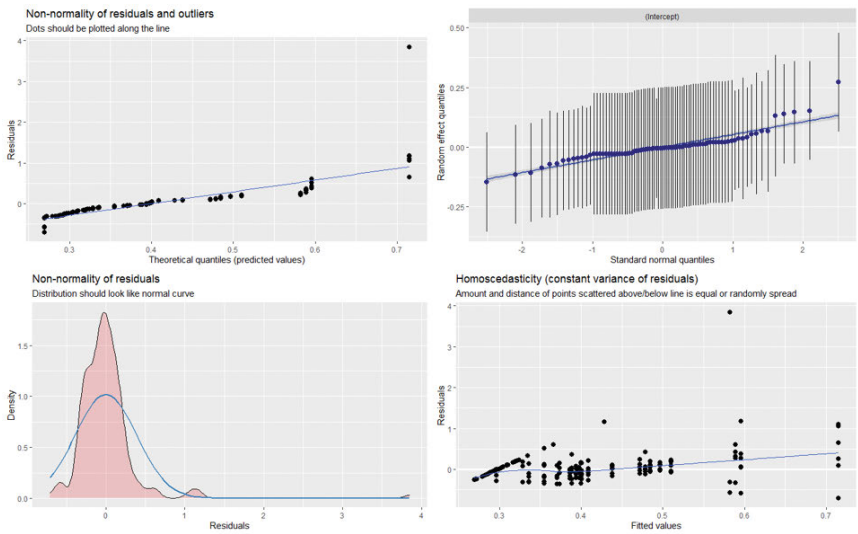 Non-normality of residuals and outliers
Dots should be plotted along the line
4
3
2
1
0
Residuals
0.3
0.4
0.5
0.6
0.7
Theoretical quantiles (predicted values)
(Intercept)
0.50
0.25
0.00
-0.25
Random effect quantiles
-2
-1
0
1
2
Standard normal quantiles
Non-normality of residuals
Distribution should look like normal curve
1.5
1.0
0.5
0.0
Density
0
1
2
3
4
Residuals
Homoscedasticity (constant variance of residuals)
Amount and distance of points scattered above/below line is equal or randomly spread
4
3
2
1
0
Residuals
0.3
0.4
0.5
0.6
0.7
Fitted values